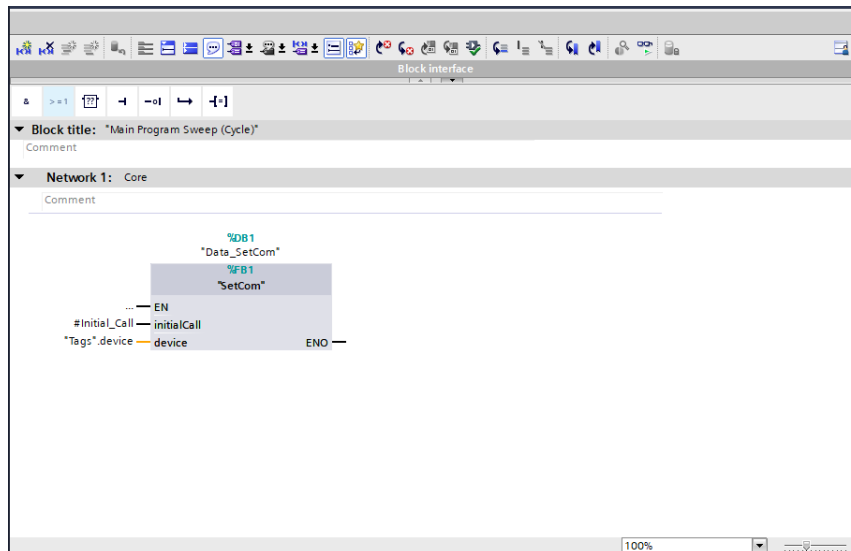 Block interface
& >=1 ??
Block title: "Main Program Sweep (Cycle)"
Comment
Network 1: Core
Comment
%DB1
"Data_SetCom"
%FB1
"SetCom"
... EN
#Initial_Call initialCall
"Tags".device device ENO
100%